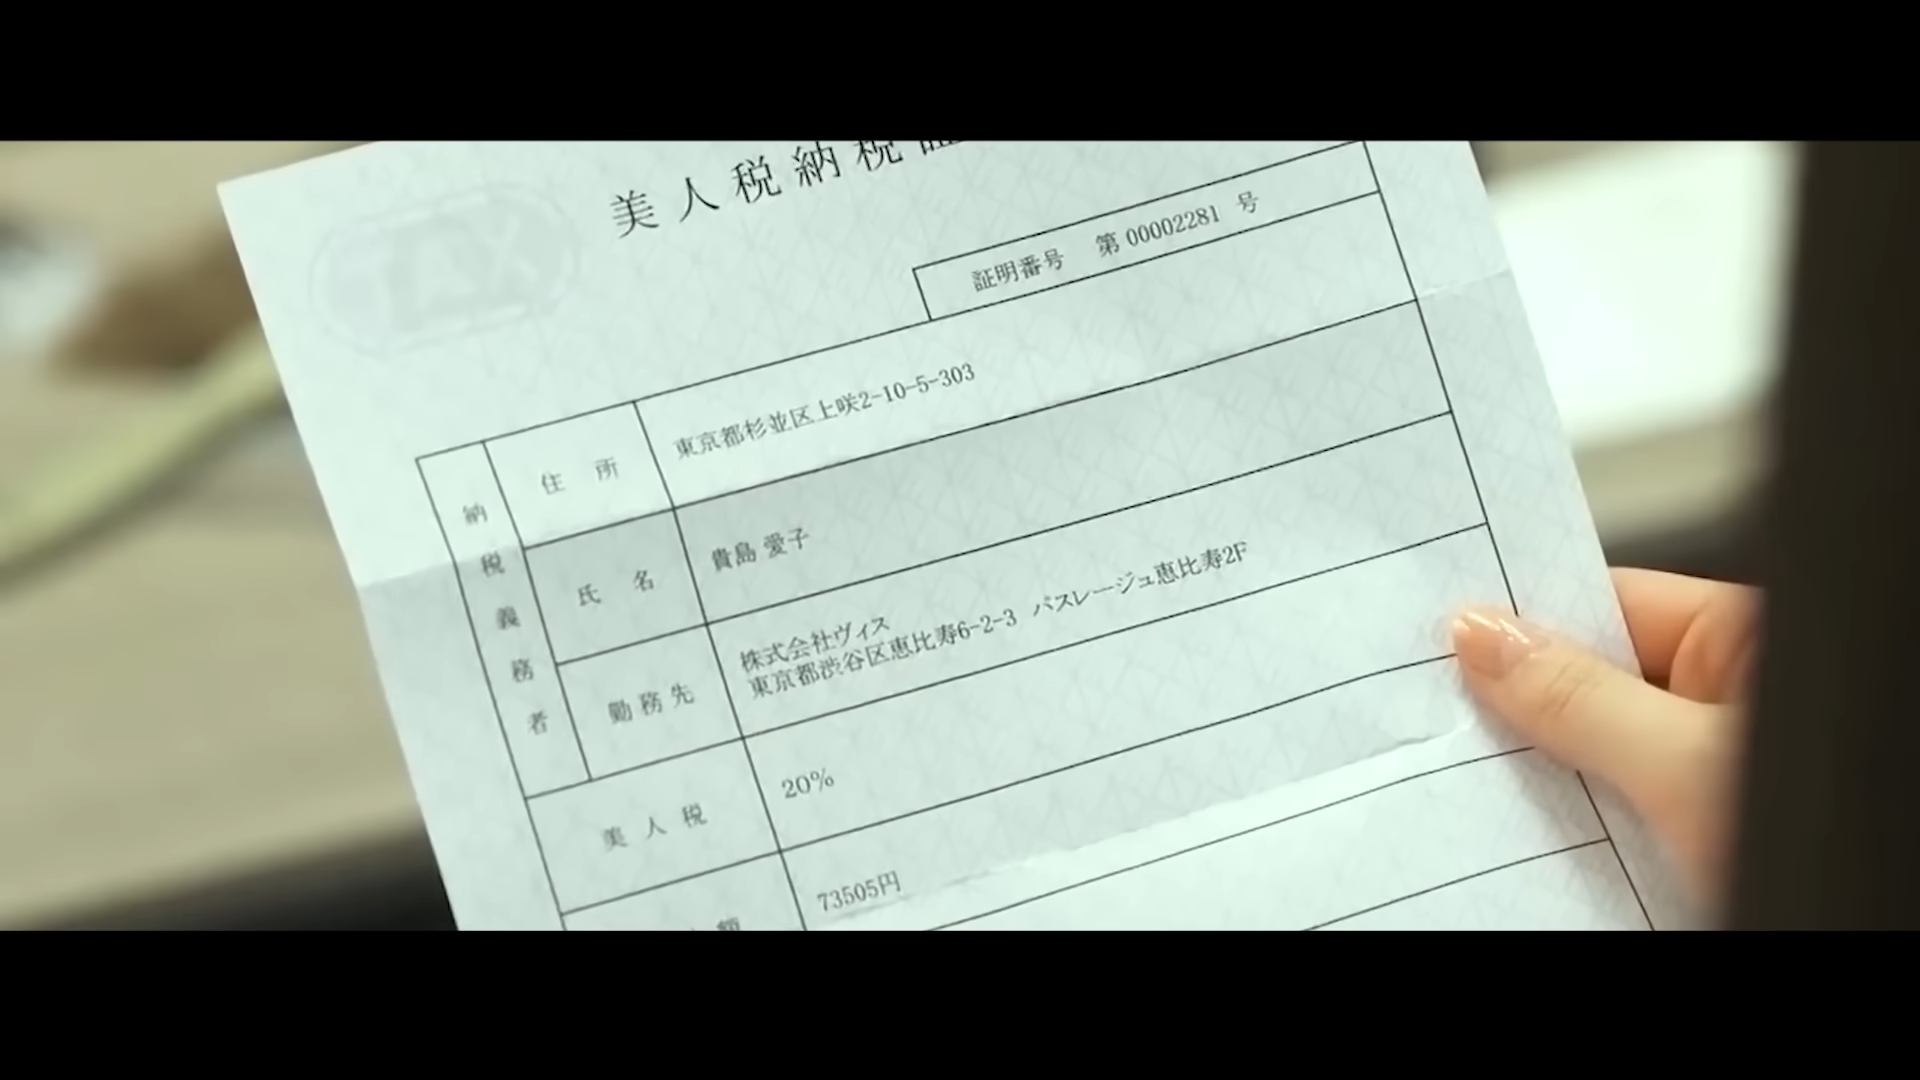 美人税納税証
証明番号 第00002281 号
納税義務者
住所
東京都杉並区上咲2-10-5-303
氏名
貴島 愛子
勤務先
株式会社ヴィス
東京都渋谷区恵比寿6-2-3 パスレージュ恵比寿2F
美人税
20%
額
73505円